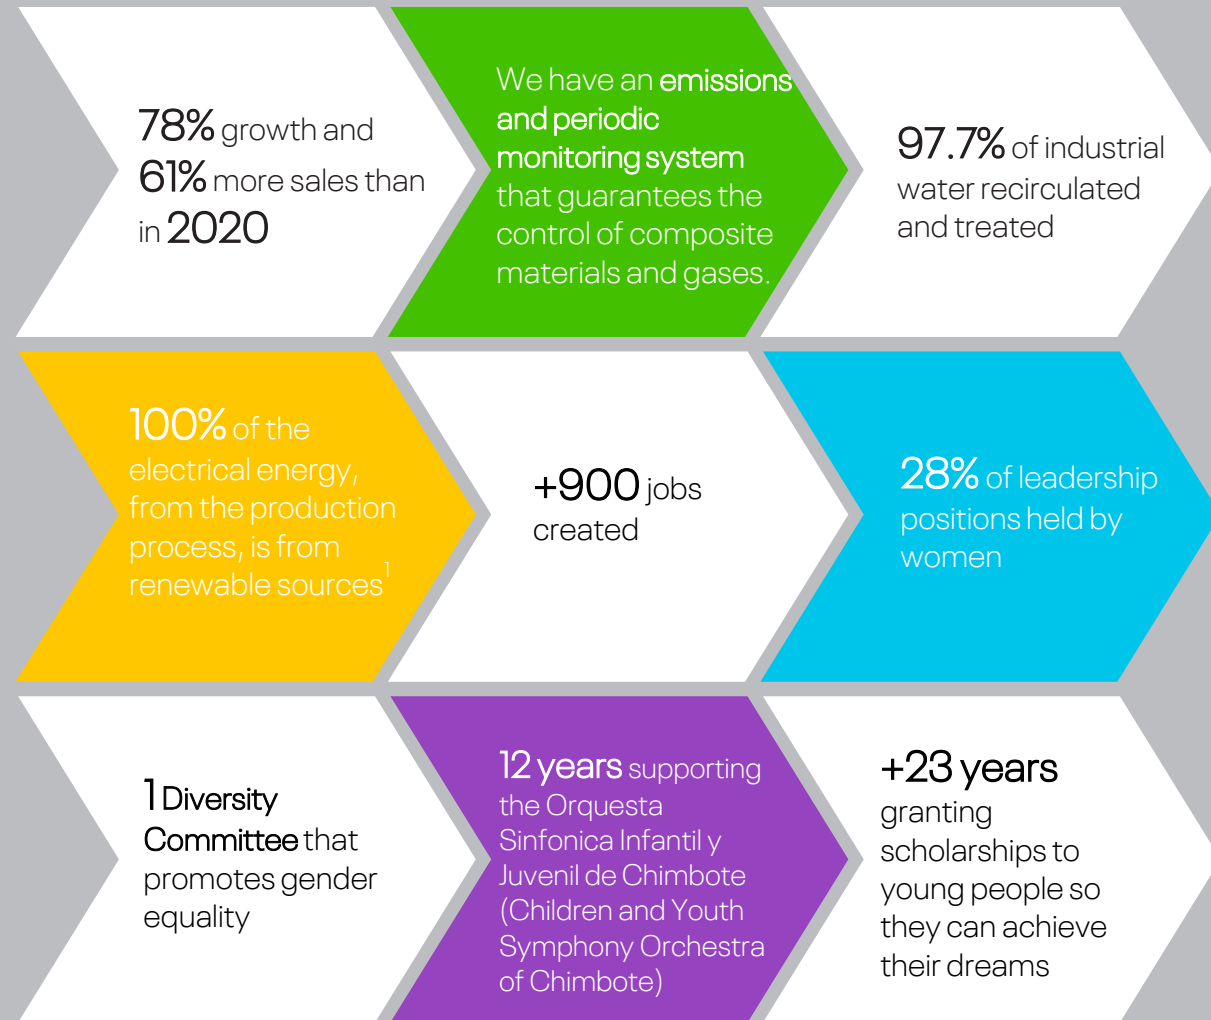 78% growth and
61% more sales than
in 2020
We have an emissions
and periodic
monitoring system
that guarantees the
control of composite
materials and gases.
97.7% of industrial
water recirculated
and treated
100% of the
electrical energy,
from the production
process, is from
renewable sources¹
+900 jobs
created
28% of leadership
positions held by
women
1 Diversity
Committee that
promotes gender
equality
12 years supporting
the Orquesta
Sinfonica Infantil y
Juvenil de Chimbote
(Children and Youth
Symphony Orchestra
of Chimbote)
+23 years
granting
scholarships to
young people so
they can achieve
their dreams